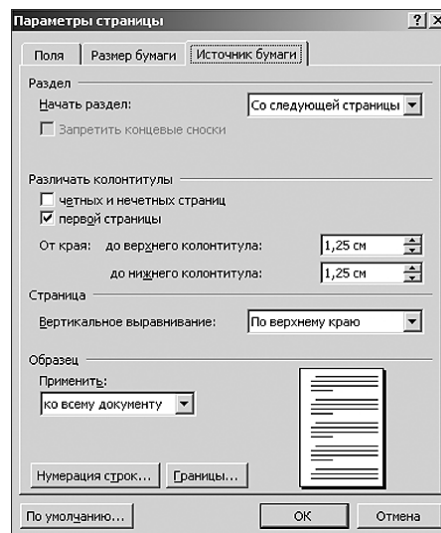 Параметры страницы
Поля Размер бумаги Источник бумаги
Раздел
Начать раздел: Со следующей страницы
Запретить концевые сноски
Различать колонтитулы
четных и нечетных страниц
первой страницы
От края: до верхнего колонтитула: 1,25 см
до нижнего колонтитула: 1,25 см
Страница
Вертикальное выравнивание: По верхнему краю
Образец
Применить:
ко всему документу
Нумерация строк... Границы...
По умолчанию... ОК Отмена